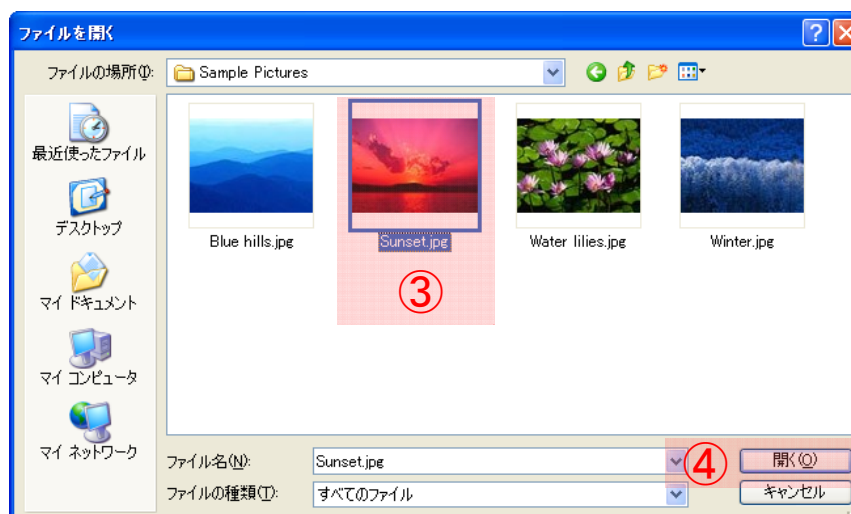 ファイルを開く
ファイルの場所(I):
Sample Pictures
最近使ったファイル
デスクトップ
マイ ドキュメント
マイ コンピュータ
マイ ネットワーク
Blue hills.jpg
Sunset.jpg
Water lilies.jpg
Winter.jpg
③
ファイル名(N):
Sunset.jpg
④
開く(O)
ファイルの種類(T):
すべてのファイル
キャンセル